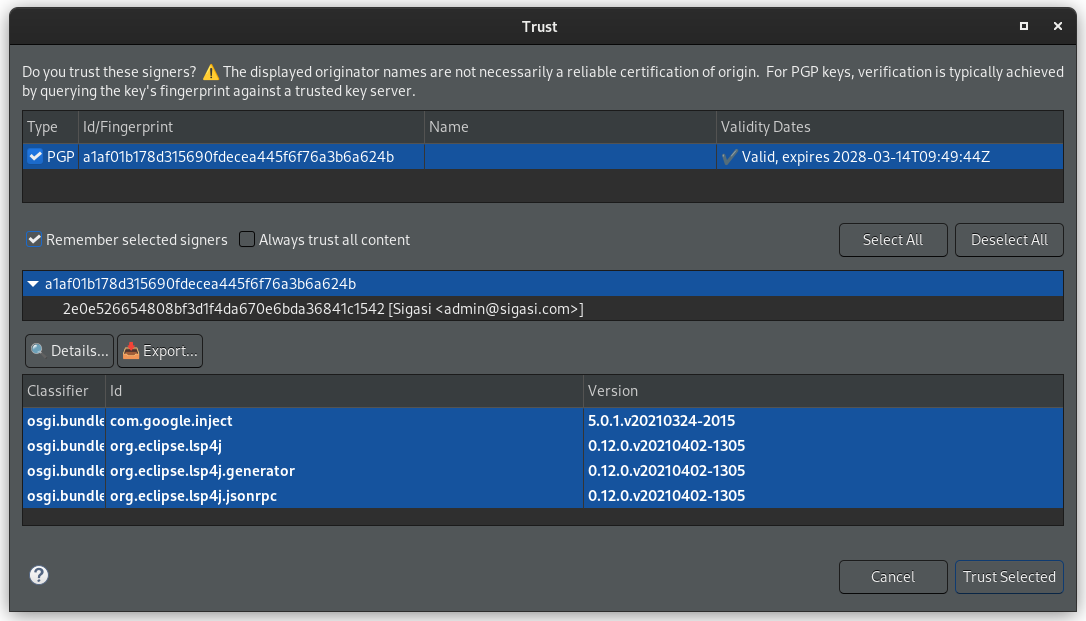 Trust
Do you trust these signers? ⚠️ The displayed originator names are not necessarily a reliable certification of origin. For PGP keys, verification is typically achieved
by querying the key's fingerprint against a trusted key server.
Type Id/Fingerprint Name Validity Dates
PGP a1af01b178d315690fdecea445f6f76a3b6a624b ✔ Valid, expires 2028-03-14T09:49:44Z
Remember selected signers Always trust all content Select All Deselect All
a1af01b178d315690fdecea445f6f76a3b6a624b
2e0e526654808bf3d1f4da670e6bda36841c1542 [Sigasi <admin@sigasi.com>]
Details... Export...
Classifier Id Version
osgi.bundle com.google.inject 5.0.1.v20210324-2015
osgi.bundle org.eclipse.lsp4j 0.12.0.v20210402-1305
osgi.bundle org.eclipse.lsp4j.generator 0.12.0.v20210402-1305
osgi.bundle org.eclipse.lsp4j.jsonrpc 0.12.0.v20210402-1305
? Cancel Trust Selected